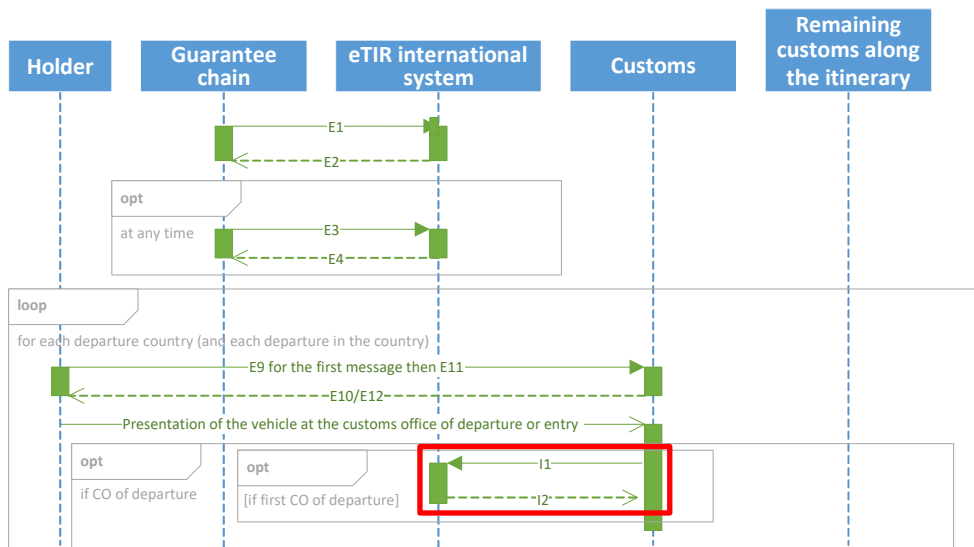 Holder
Guarantee
chain
eTIR international
system
Customs
Remaining
customs along
the itinerary
E1
E2
opt
at any time
E3
E4
loop
for each departure country (and each departure in the country)
E9 for the first message then E11
E10/E12
Presentation of the vehicle at the customs office of departure or entry
opt
if CO of departure
opt
[if first CO of departure]
I1
I2